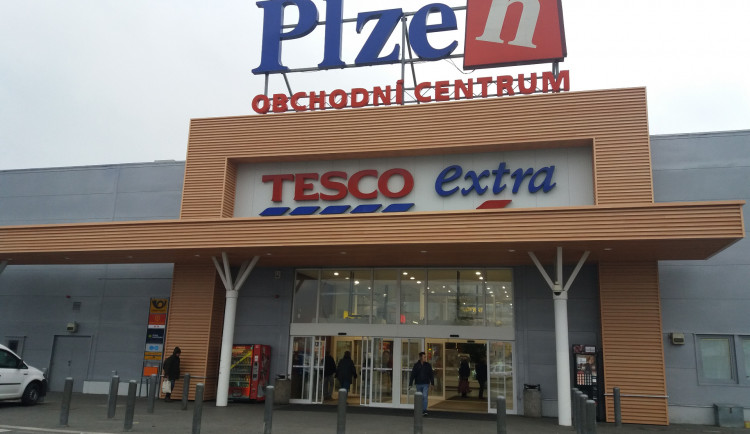 Plzeň
OBCHODNÍ CENTRUM
TESCO extra